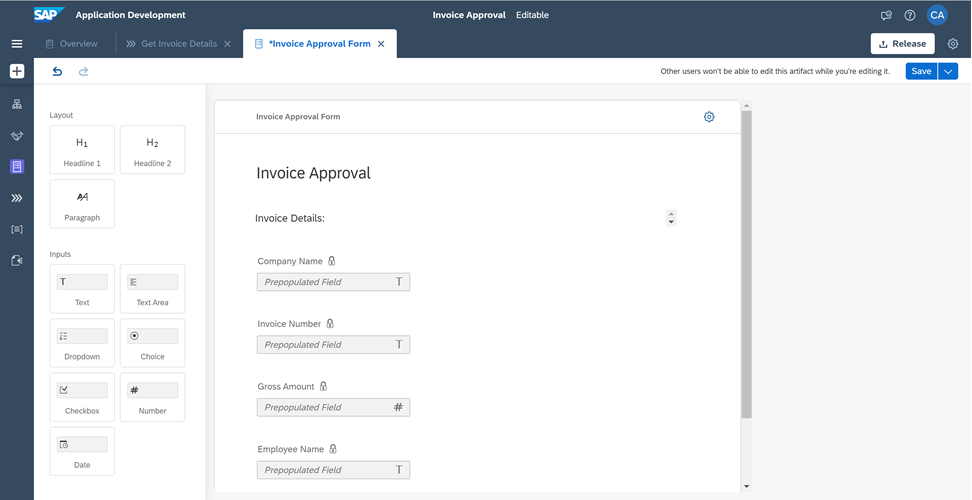 SAP Application Development Invoice Approval Editable CA
Overview Get Invoice Details *Invoice Approval Form Release
Other users won't be able to edit this artifact while you're editing it. Save
Layout
H1 H2
Headline 1 Headline 2
AA
Paragraph
Inputs
T
Text Text Area
Dropdown Choice
#
Checkbox Number
Date
Invoice Approval Form
Invoice Approval
Invoice Details:
Company Name
Prepopulated Field T
Invoice Number
Prepopulated Field T
Gross Amount
Prepopulated Field #
Employee Name
Prepopulated Field T